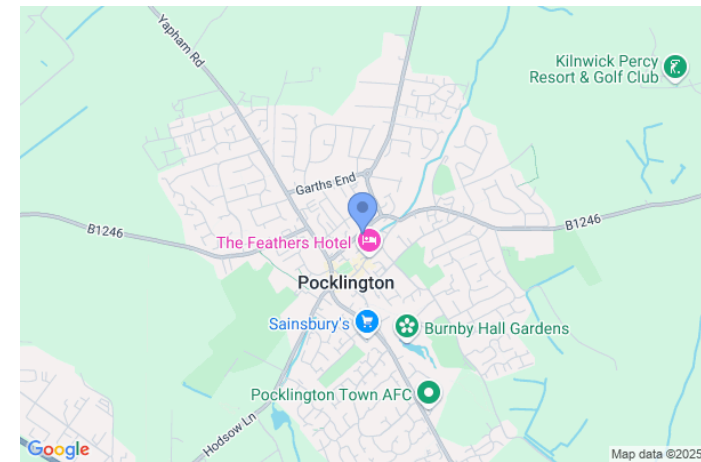 Yapham Rd
Kilnwick Percy
Resort & Golf Club
Garths End
B1246
B1246
The Feathers Hotel
Pocklington
Sainsbury's
Burnby Hall Gardens
Pocklington Town AFC
Hodsow Ln
Google
Map data ©2025